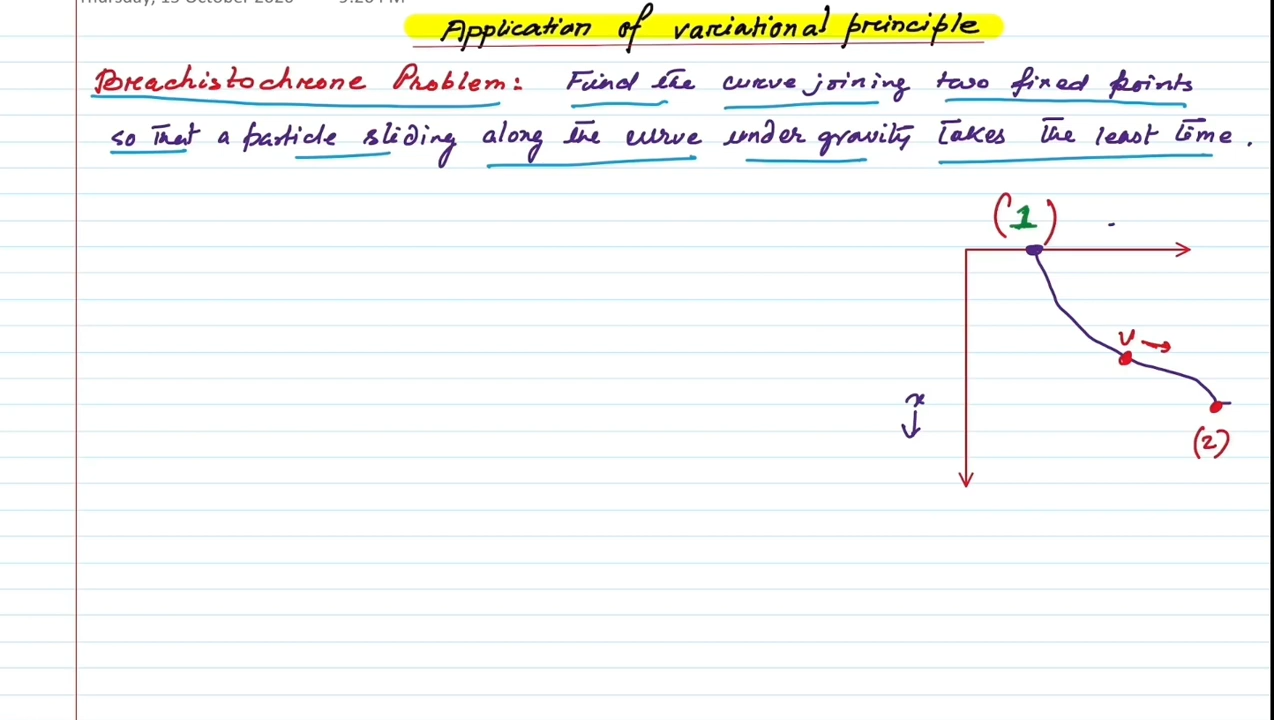 Application of variational principle
Brachistochrone Problem: Find the curve joining two fixed points
so that a particle sliding along the curve under gravity takes the least time.
(1)
v →
x
↓
(2)